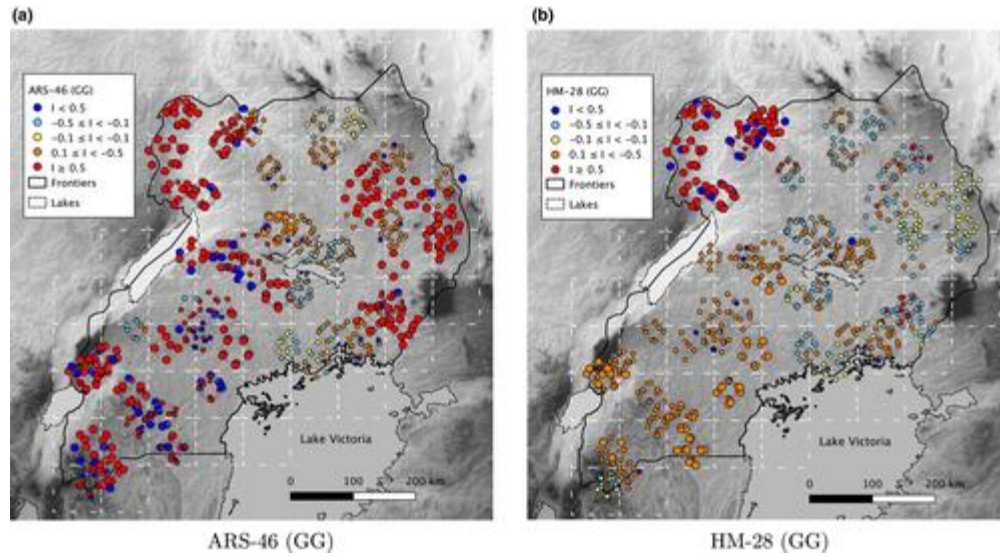 (a)
ARS-46 (GG)
I < 0.5
-0.5 ≤ I < -0.1
-0.1 ≤ I < -0.1
0.1 ≤ I < -0.5
I ≥ 0.5
Frontiers
Lakes
Lake Victoria
0 100 200 km
ARS-46 (GG)
(b)
HM-28 (GG)
I < 0.5
-0.5 ≤ I < -0.1
-0.1 ≤ I < -0.1
0.1 ≤ I < -0.5
I ≥ 0.5
Frontiers
Lakes
Lake Victoria
0 100 200 km
HM-28 (GG)